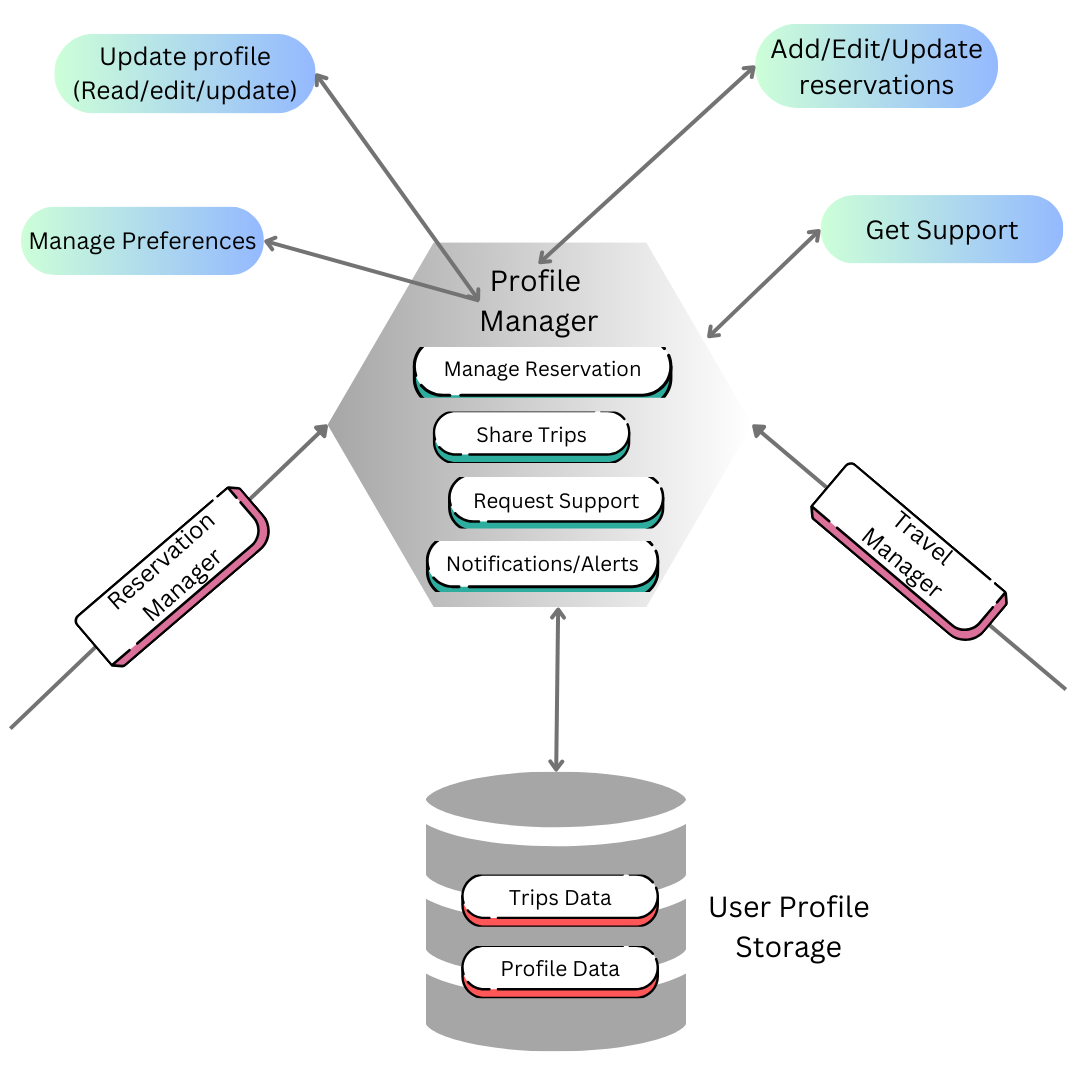 Update profile
(Read/edit/update)
Add/Edit/Update
reservations
Manage Preferences
Get Support
Profile
Manager
Manage Reservation
Share Trips
Request Support
Notifications/Alerts
Reservation
Manager
Travel
Manager
Trips Data
Profile Data
User Profile
Storage